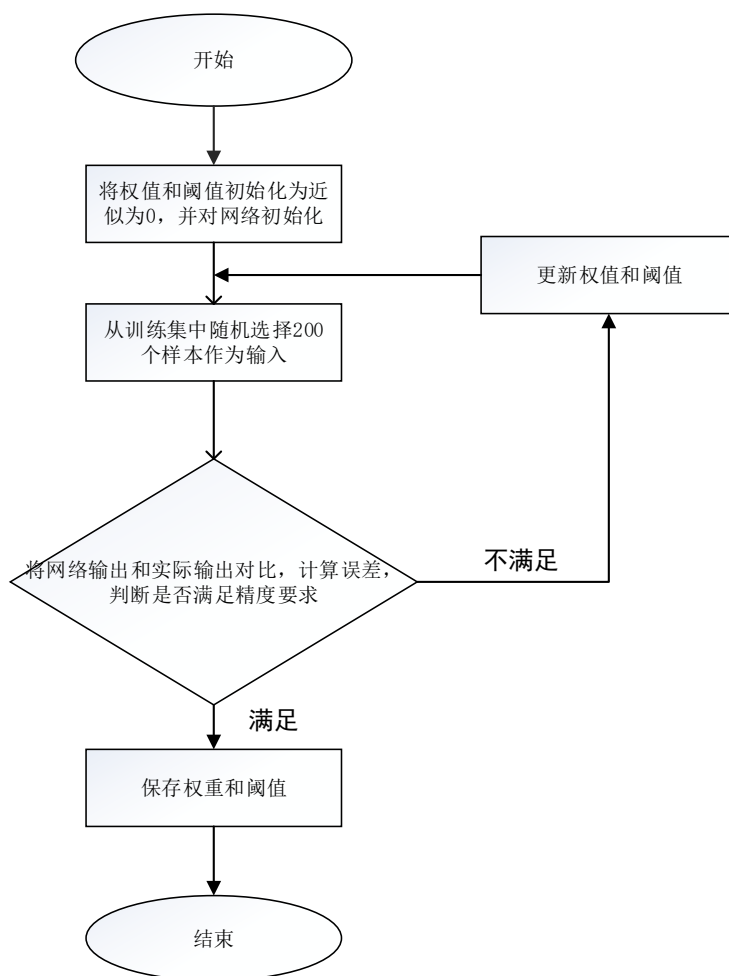 开始
将权值和阈值初始化为近
似为0，并对网络初始化
更新权值和阈值
从训练集中随机选择200
个样本作为输入
将网络输出和实际输出对比，计算误差，
判断是否满足精度要求
不满足
满足
保存权重和阈值
结束